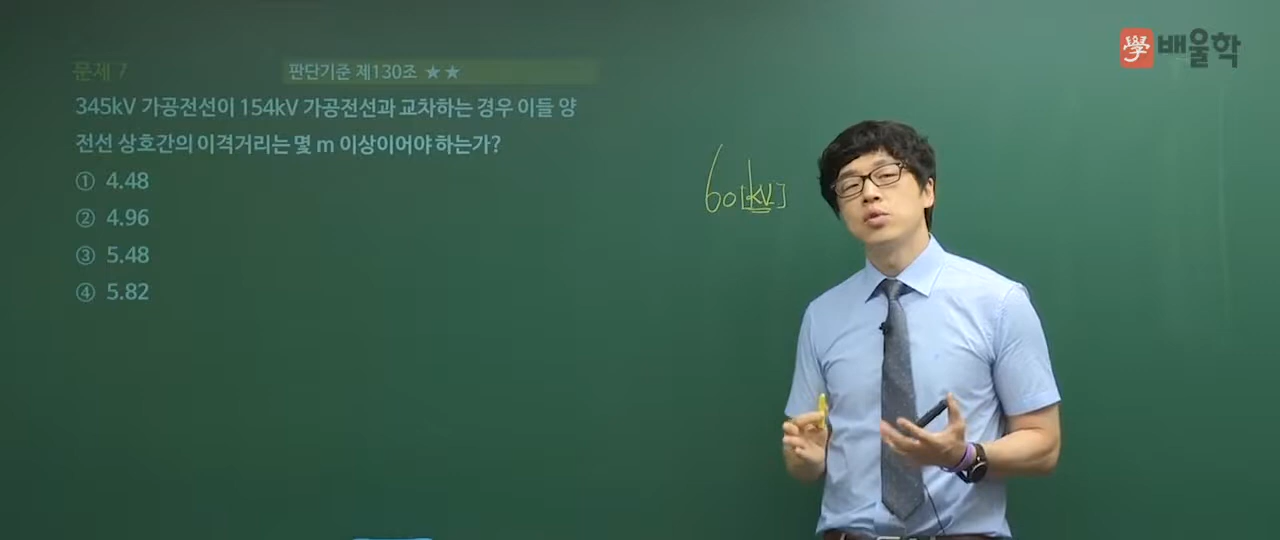 學 배울학
문제 7
판단기준 제130조 ★★
345kV 가공전선이 154kV 가공전선과 교차하는 경우 이들 양
전선 상호간의 이격거리는 몇 m 이상이어야 하는가?
① 4.48
② 4.96
③ 5.48
④ 5.82
60[kV]